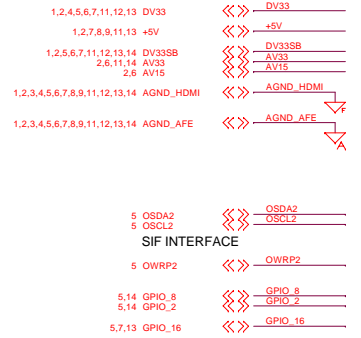 1,2,4,5,6,7,11,12,13 DV33 DV33
1,2,7,8,9,11,13 +5V +5V
1,2,5,6,7,11,12,13,14 DV33SB DV33SB
2,6,11,14 AV33 AV33
2,6 AV15 AV15
1,2,3,4,5,6,7,8,9,11,12,13,14 AGND_HDMI AGND_HDMI
F
1,2,3,4,5,6,7,8,9,11,12,13,14 AGND_AFE AGND_AFE
A
5 OSDA2 OSDA2
5 OSCL2 OSCL2
SIF INTERFACE
5 OWRP2 OWRP2
5,14 GPIO_8 GPIO_8
5,14 GPIO_2 GPIO_2
5,7,13 GPIO_16 GPIO_16